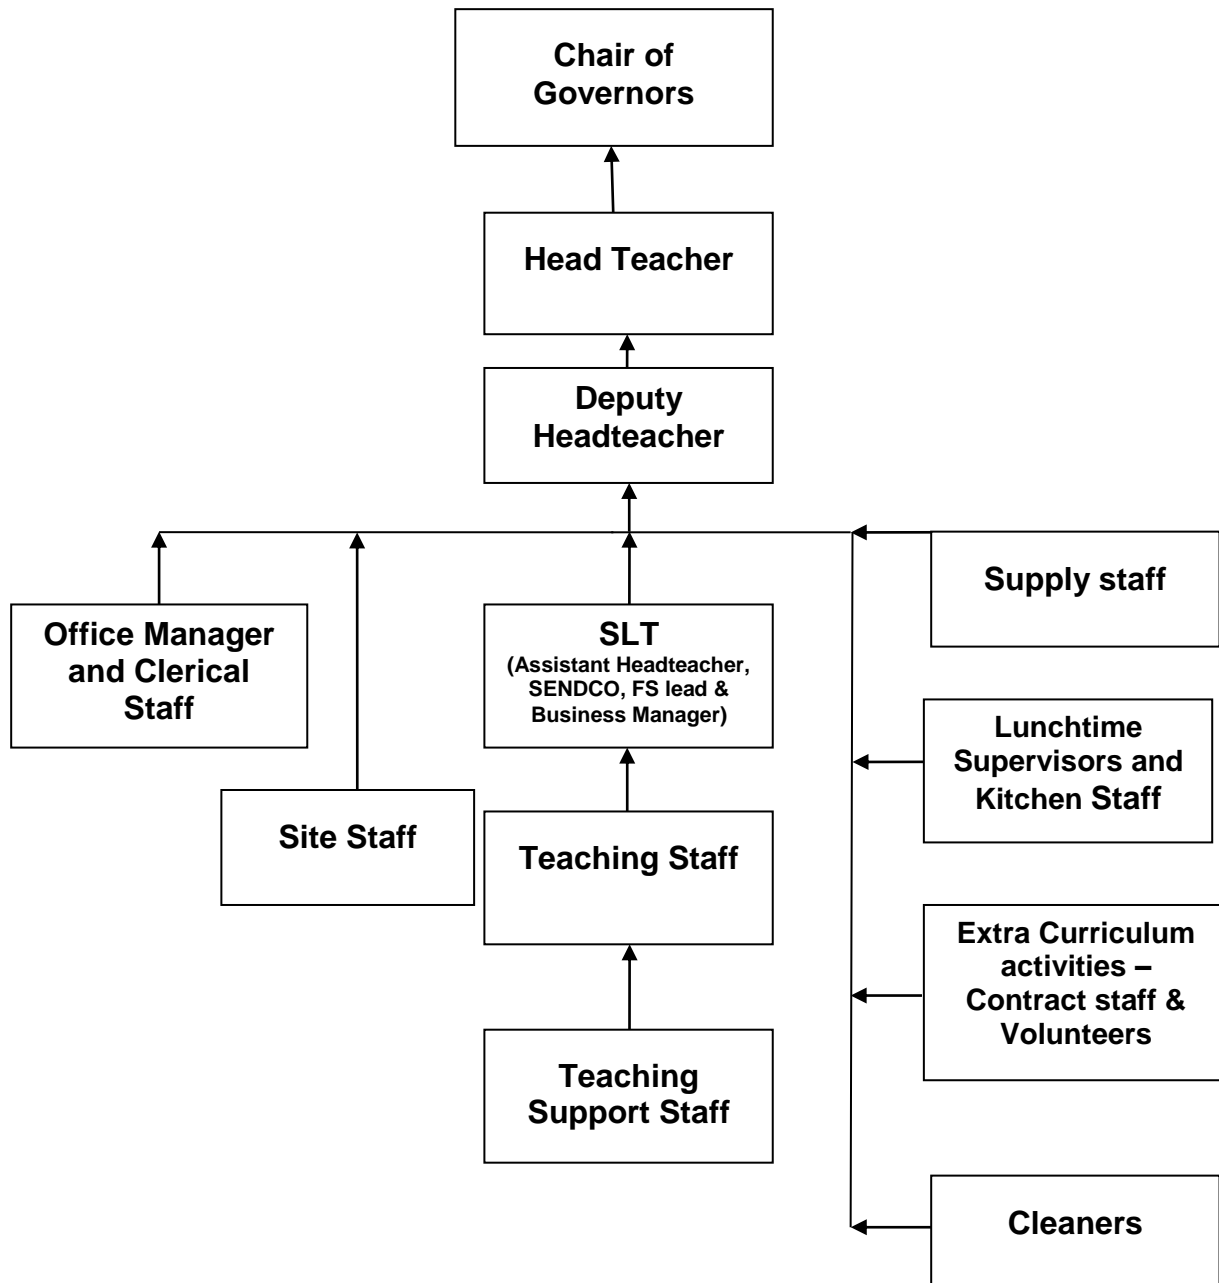 Chair of
Governors
Head Teacher
Deputy
Headteacher
Supply staff
Office Manager
and Clerical
Staff
SLT
(Assistant Headteacher,
SENDCO, FS lead &
Business Manager)
Lunchtime
Supervisors and
Kitchen Staff
Site Staff
Teaching Staff
Extra Curriculum
activities –
Contract staff &
Volunteers
Teaching
Support Staff
Cleaners